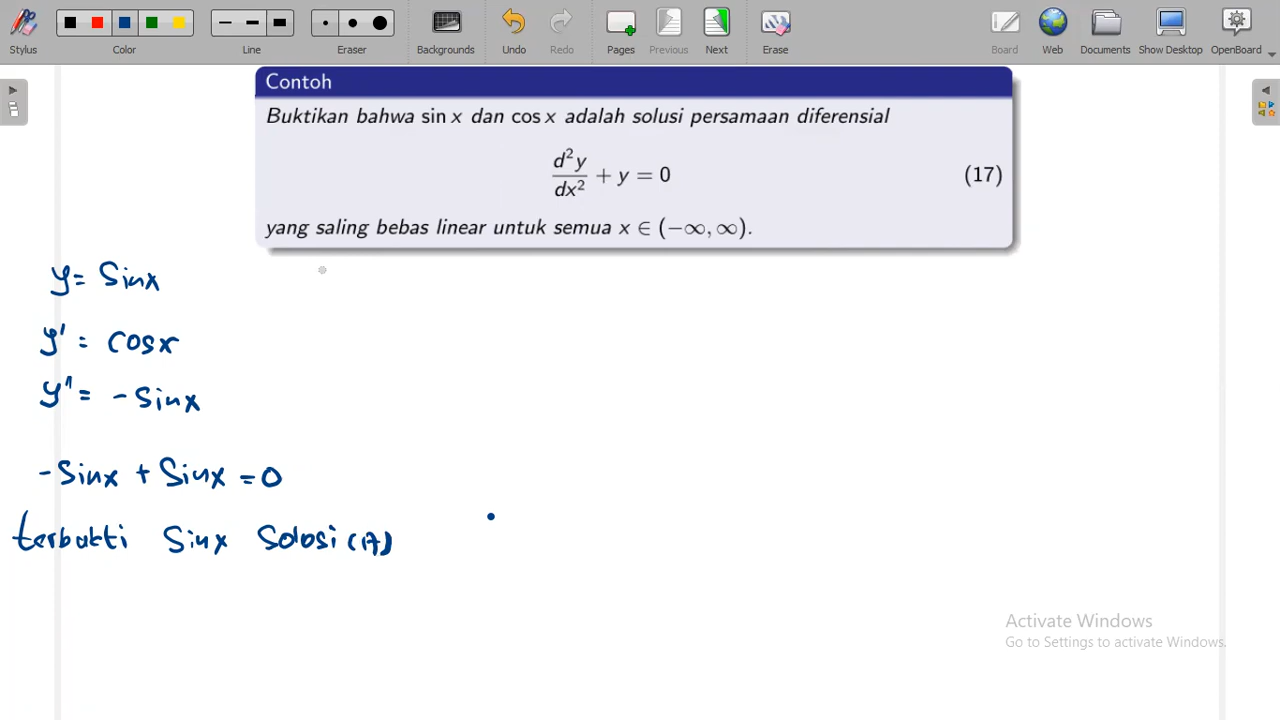 Stylus Color Line Eraser Backgrounds Undo Redo Pages Previous Next Erase Board Web Documents Show Desktop OpenBoard
Contoh
Buktikan bahwa sin x dan cos x adalah solusi persamaan diferensial
d²y/dx² + y = 0 (17)
yang saling bebas linear untuk semua x ∈ (−∞, ∞).
y = Sinx
y' = cosx
y'' = - Sinx
-Sinx + Sinx = 0
terbukti Sinx Solusi (17)
Activate Windows
Go to Settings to activate Windows.